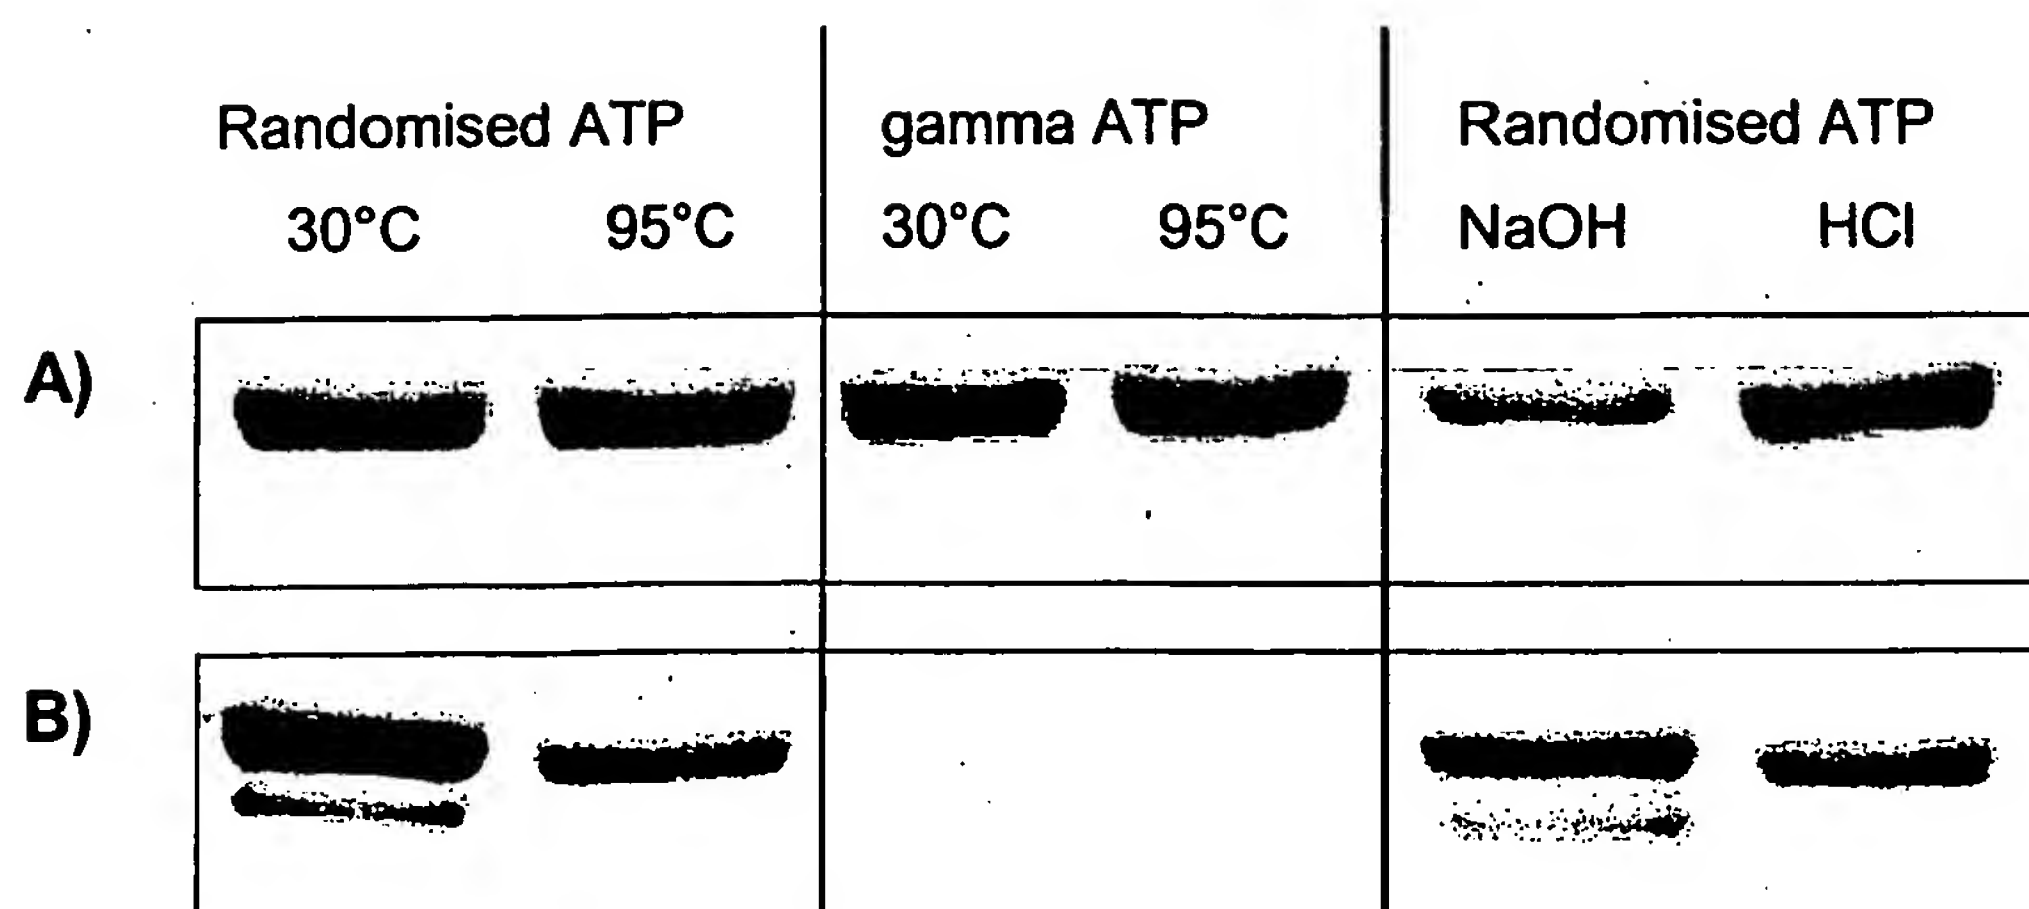 Randomised ATP gamma ATP Randomised ATP
30°C 95°C 30°C 95°C NaOH HCl
A)
B)